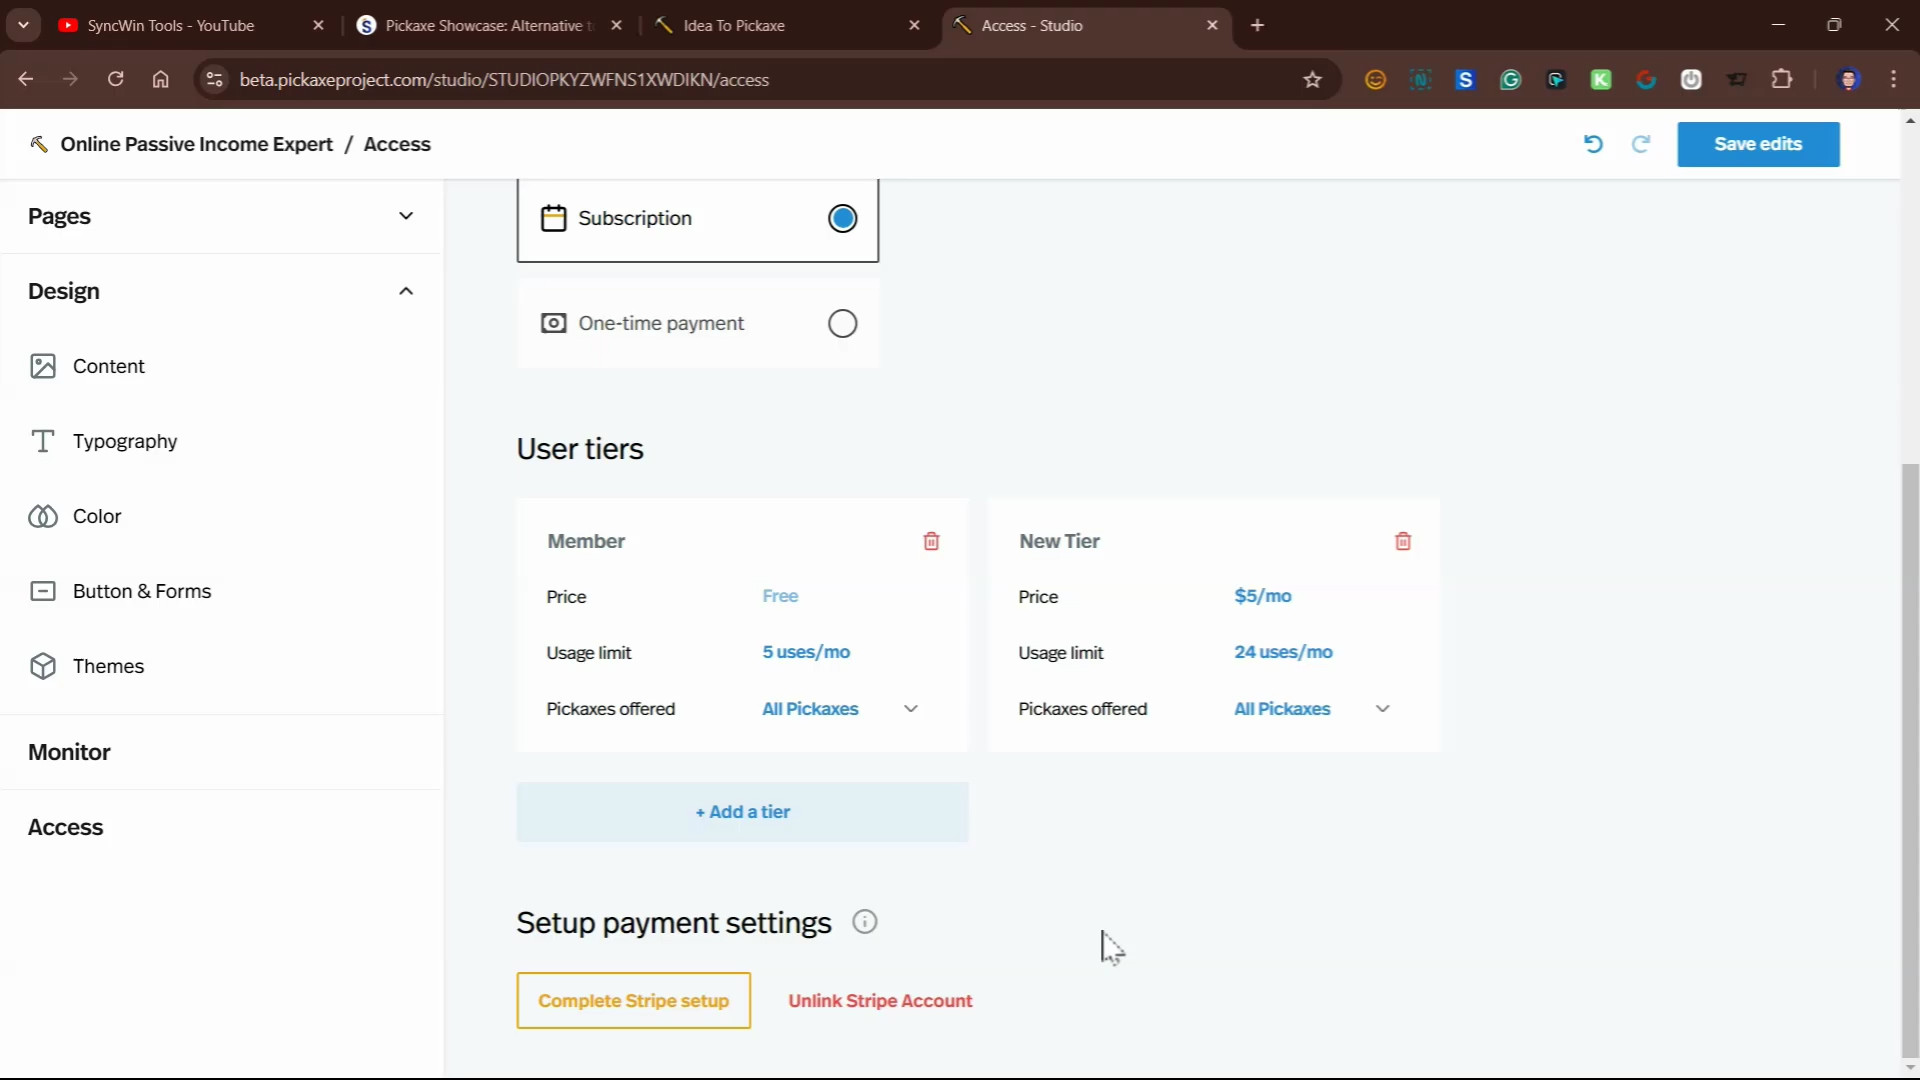 SyncWin Tools - YouTube
Pickaxe Showcase: Alternative t
Idea To Pickaxe
Access - Studio
beta.pickaxeproject.com/studio/STUDIOPKYZWFNS1XWDIKN/access
Online Passive Income Expert / Access
Save edits
Pages
Design
Content
Typography
Color
Button & Forms
Themes
Monitor
Access
Subscription
One-time payment
User tiers
Member
Price Free
Usage limit 5 uses/mo
Pickaxes offered All Pickaxes
New Tier
Price $5/mo
Usage limit 24 uses/mo
Pickaxes offered All Pickaxes
+ Add a tier
Setup payment settings
Complete Stripe setup
Unlink Stripe Account